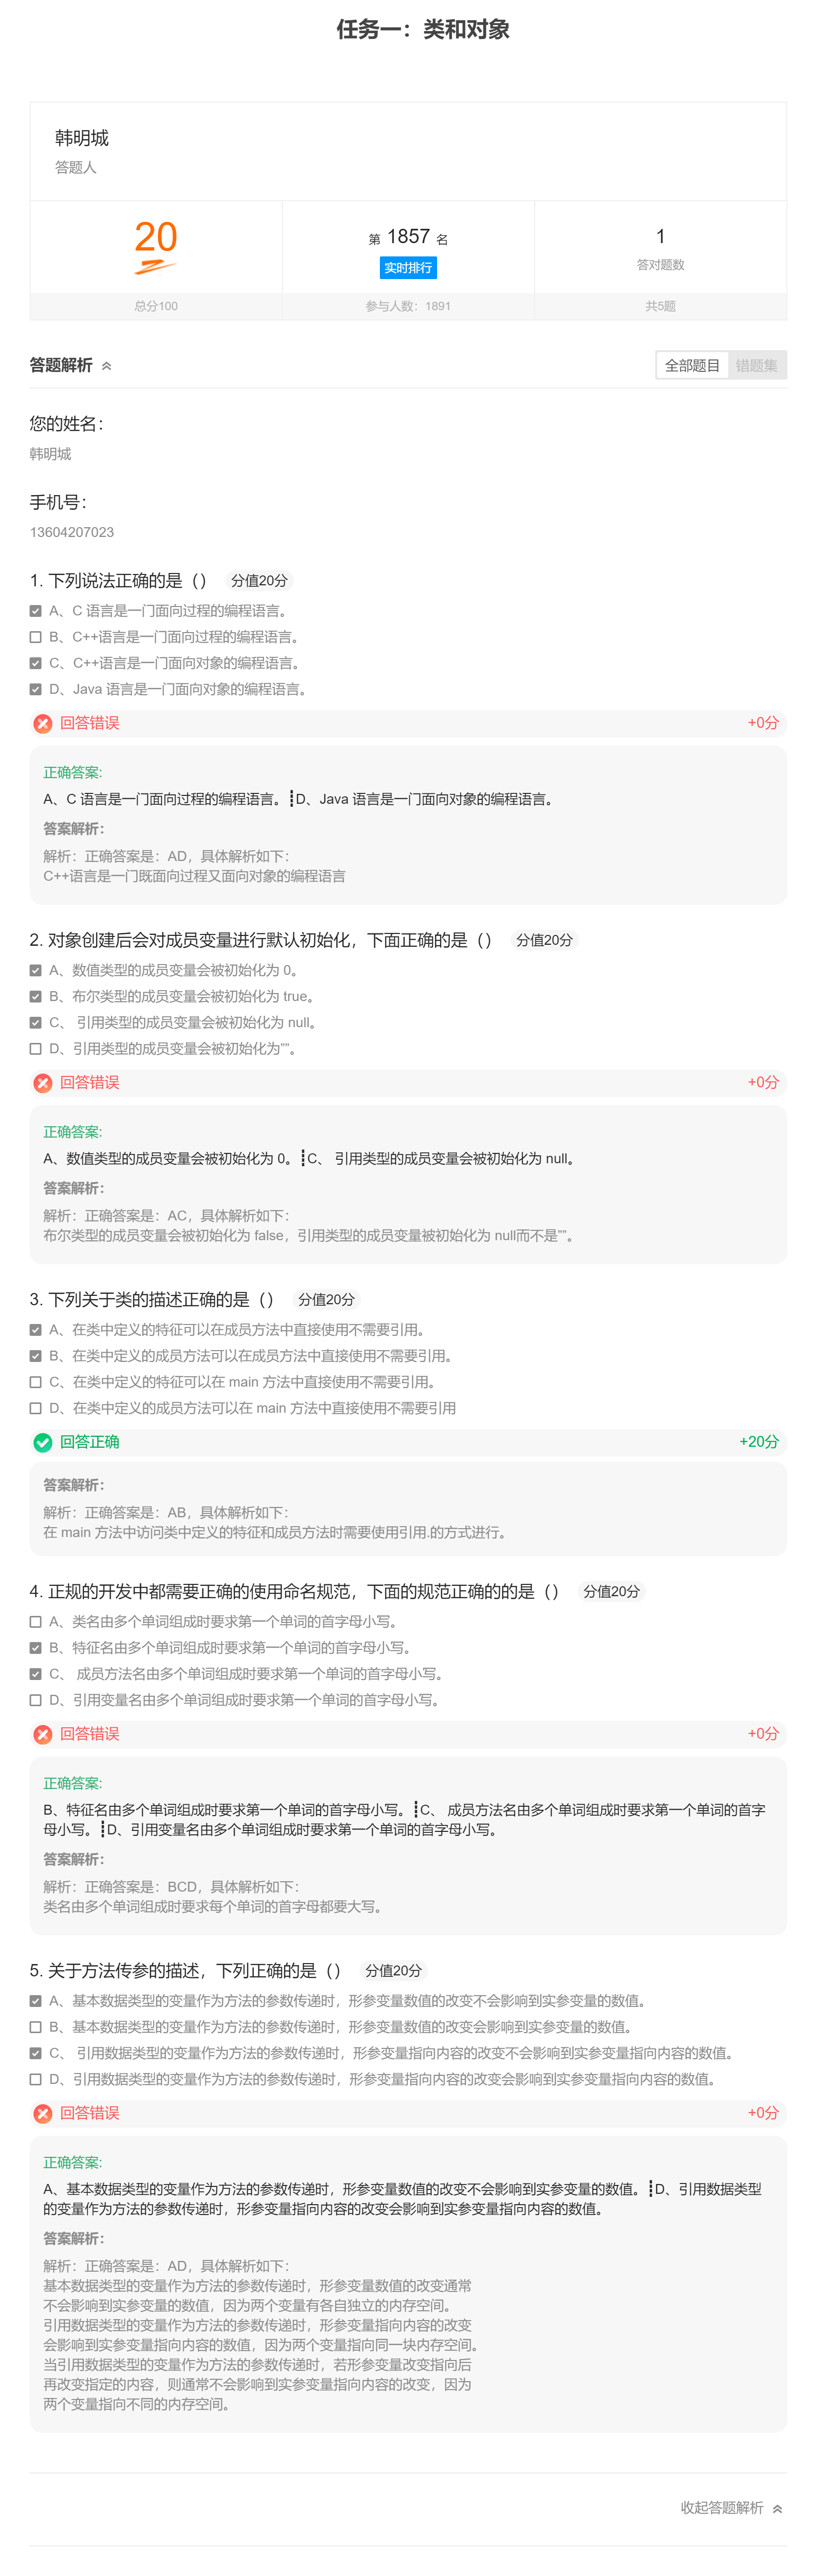 任务一：类和对象
韩明城
答题人
20
总分100
第 1857 名
实时排行
参与人数：1891
1
答对题数
共5题
答题解析
全部题目 错题集
您的姓名：
韩明城
手机号：
13604207023
1. 下列说法正确的是（） 分值20分
A、C 语言是一门面向过程的编程语言。
B、C++语言是一门面向过程的编程语言。
C、C++语言是一门面向对象的编程语言。
D、Java 语言是一门面向对象的编程语言。
回答错误 +0分
正确答案:
A、C 语言是一门面向过程的编程语言。┋D、Java 语言是一门面向对象的编程语言。
答案解析：
解析：正确答案是：AD，具体解析如下：
C++语言是一门既面向过程又面向对象的编程语言
2. 对象创建后会对成员变量进行默认初始化，下面正确的是（） 分值20分
A、数值类型的成员变量会被初始化为 0。
B、布尔类型的成员变量会被初始化为 true。
C、 引用类型的成员变量会被初始化为 null。
D、引用类型的成员变量会被初始化为””。
回答错误 +0分
正确答案:
A、数值类型的成员变量会被初始化为 0。┋C、 引用类型的成员变量会被初始化为 null。
答案解析：
解析：正确答案是：AC，具体解析如下：
布尔类型的成员变量会被初始化为 false，引用类型的成员变量被初始化为 null而不是””。
3. 下列关于类的描述正确的是（） 分值20分
A、在类中定义的特征可以在成员方法中直接使用不需要引用。
B、在类中定义的成员方法可以在成员方法中直接使用不需要引用。
C、在类中定义的特征可以在 main 方法中直接使用不需要引用。
D、在类中定义的成员方法可以在 main 方法中直接使用不需要引用
回答正确 +20分
答案解析：
解析：正确答案是：AB，具体解析如下：
在 main 方法中访问类中定义的特征和成员方法时需要使用引用.的方式进行。
4. 正规的开发中都需要正确的使用命名规范，下面的规范正确的的是（） 分值20分
A、类名由多个单词组成时要求第一个单词的首字母小写。
B、特征名由多个单词组成时要求第一个单词的首字母小写。
C、 成员方法名由多个单词组成时要求第一个单词的首字母小写。
D、引用变量名由多个单词组成时要求第一个单词的首字母小写。
回答错误 +0分
正确答案:
B、特征名由多个单词组成时要求第一个单词的首字母小写。┋C、 成员方法名由多个单词组成时要求第一个单词的首字
母小写。┋D、引用变量名由多个单词组成时要求第一个单词的首字母小写。
答案解析：
解析：正确答案是：BCD，具体解析如下：
类名由多个单词组成时要求每个单词的首字母都要大写。
5. 关于方法传参的描述，下列正确的是（） 分值20分
A、基本数据类型的变量作为方法的参数传递时，形参变量数值的改变不会影响到实参变量的数值。
B、基本数据类型的变量作为方法的参数传递时，形参变量数值的改变会影响到实参变量的数值。
C、 引用数据类型的变量作为方法的参数传递时，形参变量指向内容的改变不会影响到实参变量指向内容的数值。
D、引用数据类型的变量作为方法的参数传递时，形参变量指向内容的改变会影响到实参变量指向内容的数值。
回答错误 +0分
正确答案:
A、基本数据类型的变量作为方法的参数传递时，形参变量数值的改变不会影响到实参变量的数值。┋D、引用数据类型
的变量作为方法的参数传递时，形参变量指向内容的改变会影响到实参变量指向内容的数值。
答案解析：
解析：正确答案是：AD，具体解析如下：
基本数据类型的变量作为方法的参数传递时，形参变量数值的改变通常
不会影响到实参变量的数值，因为两个变量有各自独立的内存空间。
引用数据类型的变量作为方法的参数传递时，形参变量指向内容的改变
会影响到实参变量指向内容的数值，因为两个变量指向同一块内存空间。
当引用数据类型的变量作为方法的参数传递时，若形参变量改变指向后
再改变指定的内容，则通常不会影响到实参变量指向内容的改变，因为
两个变量指向不同的内存空间。
收起答题解析